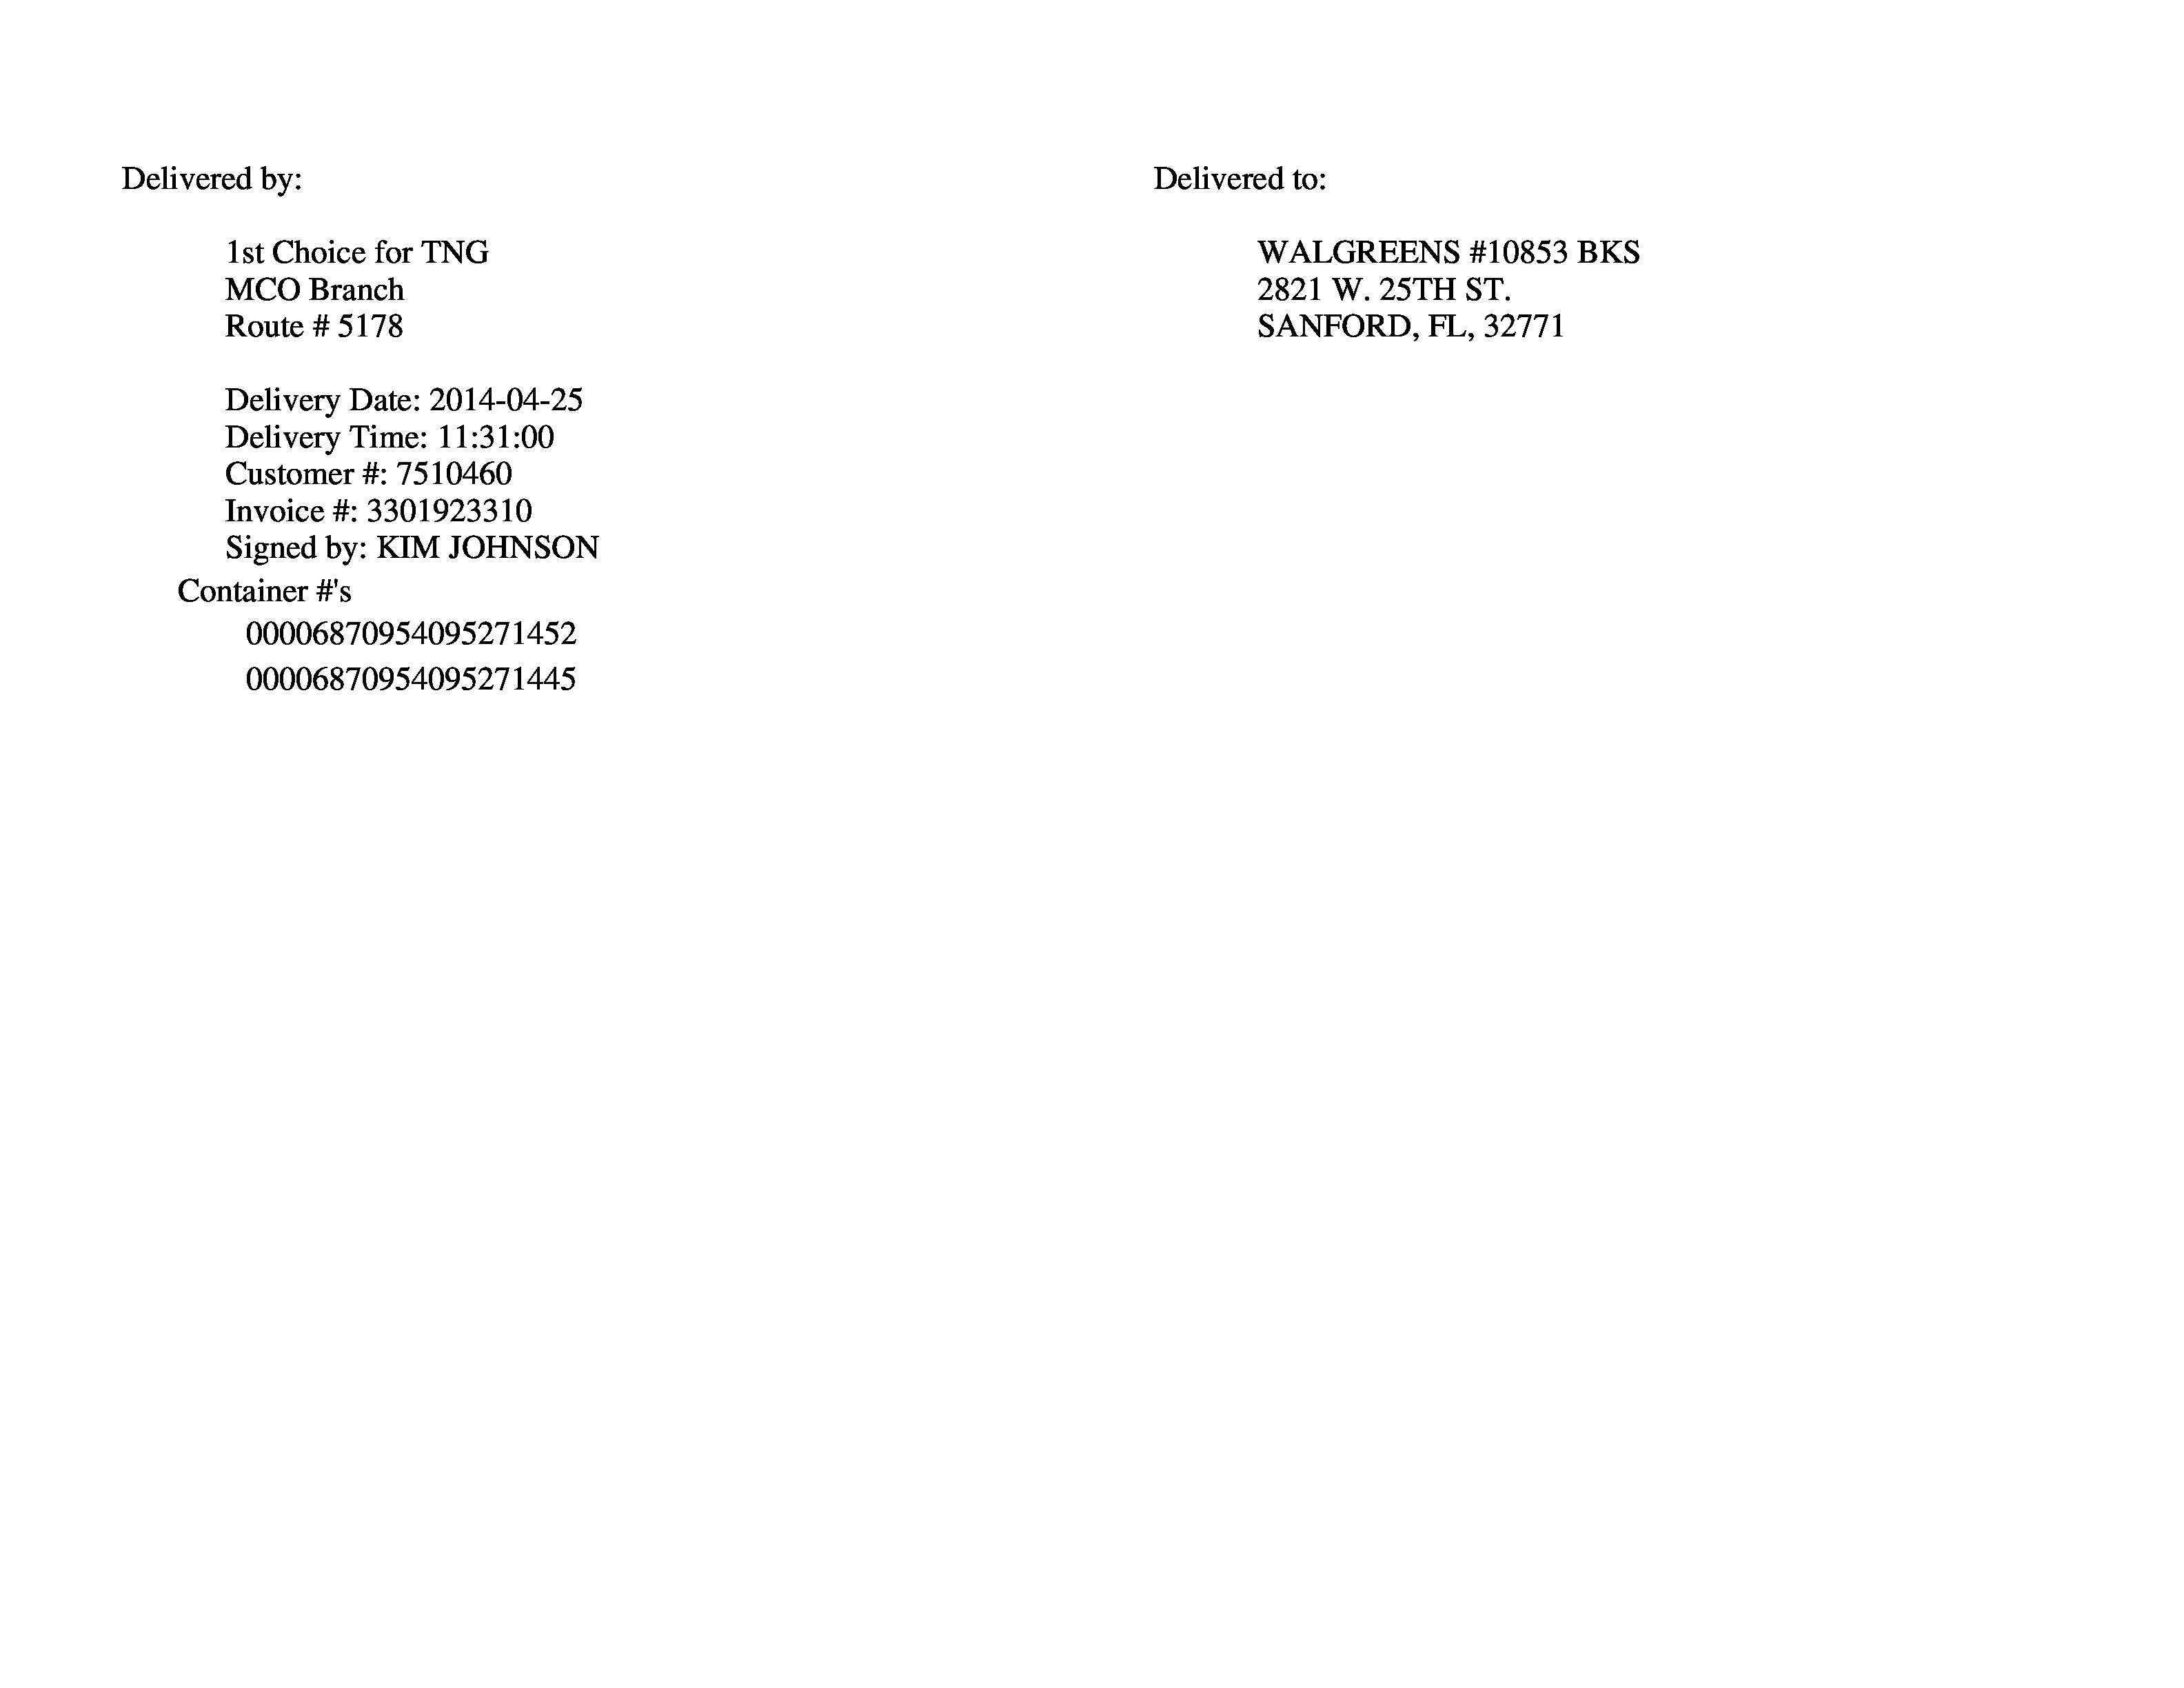 Delivered by:
1st Choice for TNG
MCO Branch
Route # 5178
Delivery Date: 2014-04-25
Delivery Time: 11:31:00
Customer #: 7510460
Invoice #: 3301923310
Signed by: KIM JOHNSON
Container #'s
00006870954095271452
00006870954095271445
Delivered to:
WALGREENS #10853 BKS
2821 W. 25TH ST.
SANFORD, FL, 32771